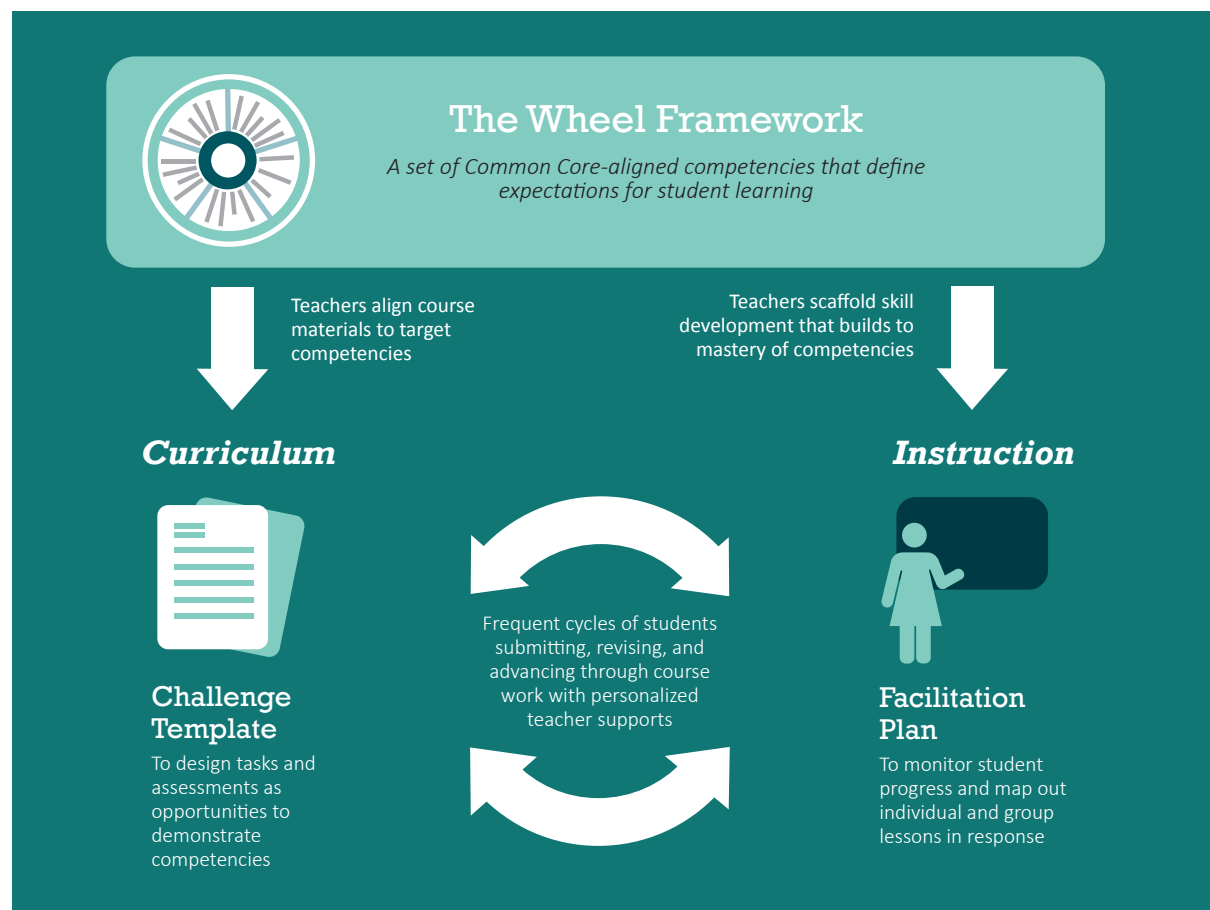 The Wheel Framework
A set of Common Core-aligned competencies that define
expectations for student learning
Teachers align course
materials to target
competencies
Teachers scaffold skill
development that builds to
mastery of competencies
Curriculum
Instruction
Frequent cycles of students
submitting, revising, and
advancing through course
work with personalized
teacher supports
Challenge
Template
To design tasks and
assessments as
opportunities to
demonstrate
competencies
Facilitation
Plan
To monitor student
progress and map out
individual and group
lessons in response